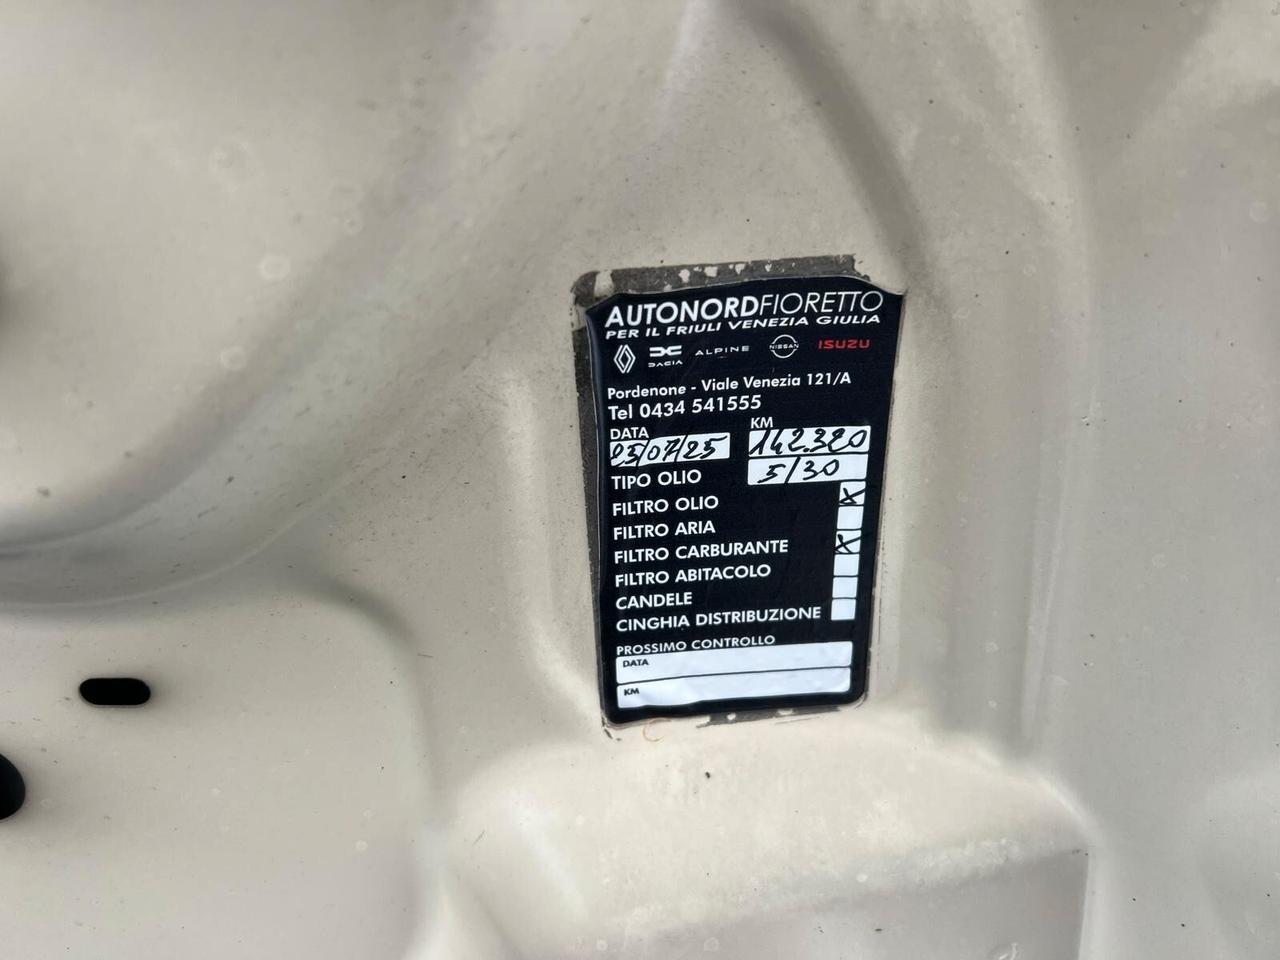 AUTONORDFIORETTO
PER IL FRIULI VENEZIA GIULIA
DACIA ALPINE NISSAN ISUZU
Pordenone - Viale Venezia 121/A
Tel 0434 541555
DATA KM
25/07/25 142.320
TIPO OLIO 5/30
FILTRO OLIO X
FILTRO ARIA
FILTRO CARBURANTE X
FILTRO ABITACOLO
CANDELE
CINGHIA DISTRIBUZIONE
PROSSIMO CONTROLLO
DATA
KM